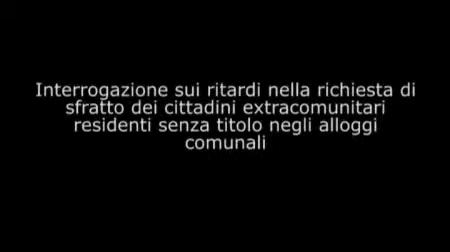 Interrogazione sui ritardi nella richiesta di
sfratto dei cittadini extracomunitari
residenti senza titolo negli alloggi
comunali